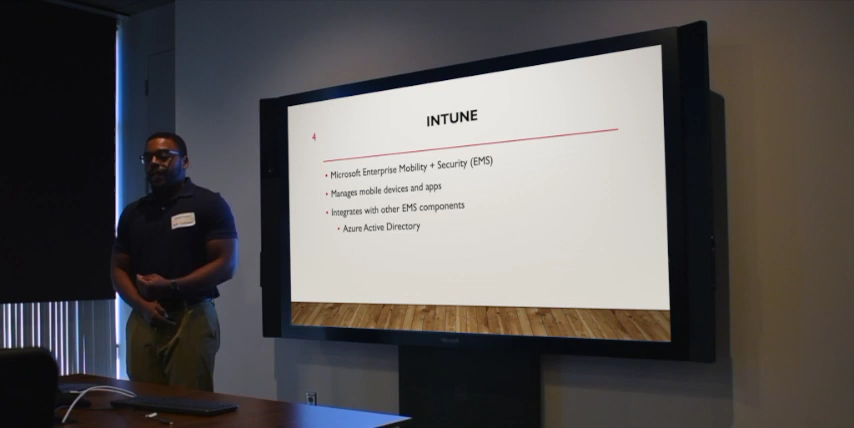 INTUNE
4
• Microsoft Enterprise Mobility + Security (EMS)
• Manages mobile devices and apps
• Integrates with other EMS components
• Azure Active Directory